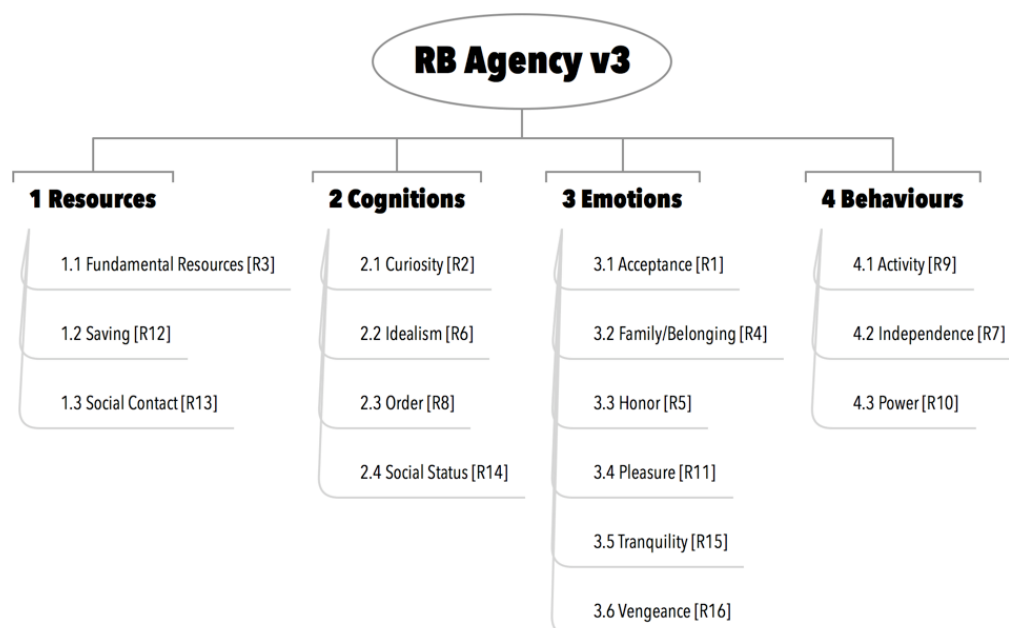 RB Agency v3
1 Resources
1.1 Fundamental Resources [R3]
1.2 Saving [R12]
1.3 Social Contact [R13]
2 Cognitions
2.1 Curiosity [R2]
2.2 Idealism [R6]
2.3 Order [R8]
2.4 Social Status [R14]
3 Emotions
3.1 Acceptance [R1]
3.2 Family/Belonging [R4]
3.3 Honor [R5]
3.4 Pleasure [R11]
3.5 Tranquility [R15]
3.6 Vengeance [R16]
4 Behaviours
4.1 Activity [R9]
4.2 Independence [R7]
4.3 Power [R10]